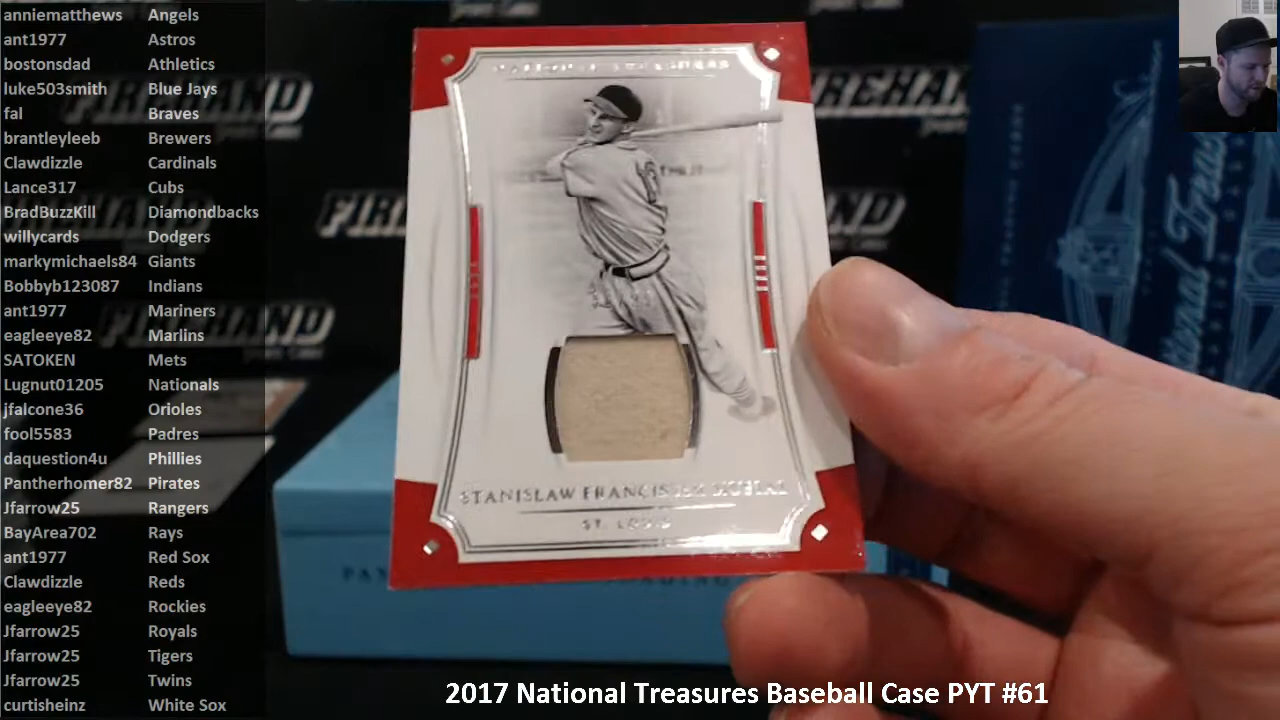 anniematthews Angels
ant1977 Astros
bostonsdad Athletics
luke503smith Blue Jays
fal Braves
brantleyleeb Brewers
Clawdizzle Cardinals
Lance317 Cubs
BradBuzzKill Diamondbacks
willycards Dodgers
markymichaels84 Giants
Bobbyb123087 Indians
ant1977 Mariners
eagleeye82 Marlins
SATOKEN Mets
Lugnut01205 Nationals
jfalcone36 Orioles
fool5583 Padres
daquestion4u Phillies
Pantherhomer82 Pirates
Jfarrow25 Rangers
BayArea702 Rays
ant1977 Red Sox
Clawdizzle Reds
eagleeye82 Rockies
Jfarrow25 Royals
Jfarrow25 Tigers
Jfarrow25 Twins
curtisheinz White Sox
FIREHAND
FIREHAND
STANISLAW FRANCISZEK MUSIAL
ST. LOUIS
National
2017 National Treasures Baseball Case PYT #61